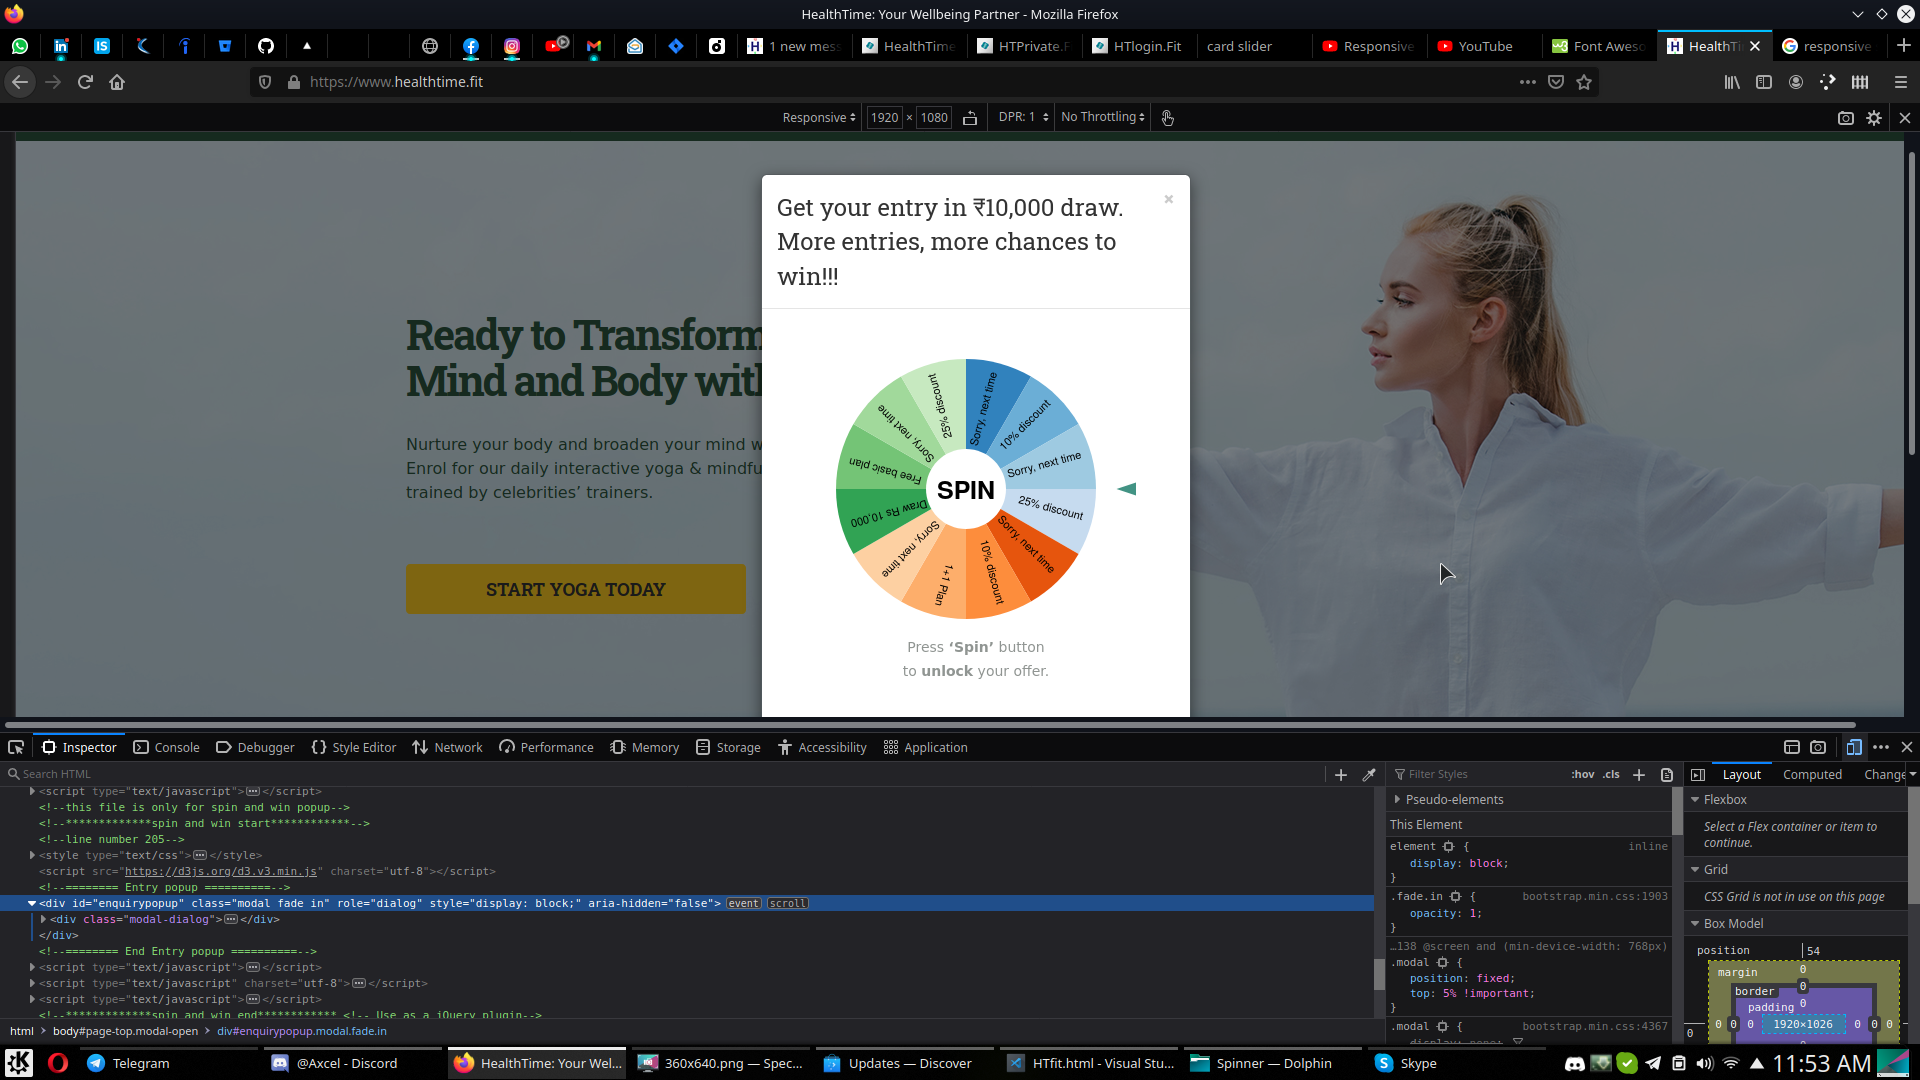 HealthTime: Your Wellbeing Partner - Mozilla Firefox
1 new mes
HealthTime
HTPrivate.F
HTlogin.Fit
card slider
Responsive
YouTube
Font Aweso
HealthTi
responsive
https://www.healthtime.fit
Responsive
1920 × 1080
DPR: 1
No Throttling
Get your entry in ₹10,000 draw.
More entries, more chances to
win!!!
Ready to Transform
Mind and Body with
Nurture your body and broaden your mind w
Enrol for our daily interactive yoga & mindfu
trained by celebrities’ trainers.
START YOGA TODAY
Sorry, next time
10% discount
Sorry, next time
25% discount
Sorry, next time
10% discount
1+1 Plan
Sorry, next time
Draw Rs 10,000
Free basic plan
Sorry, next time
25% discount
SPIN
Press ‘Spin’ button
to unlock your offer.
Inspector
Console
Debugger
Style Editor
Network
Performance
Memory
Storage
Accessibility
Application
Search HTML
<script type="text/javascript"></script>
<!--this file is only for spin and win popup-->
<!--*************spin and win start************-->
<!--line number 205-->
<style type="text/css"></style>
<script src="https://d3js.org/d3.v3.min.js" charset="utf-8"></script>
<!--======== Entry popup ==========-->
<div id="enquirypopup" class="modal fade in" role="dialog" style="display: block;" aria-hidden="false"> event scroll
<div class="modal-dialog"></div>
</div>
<!--======== End Entry popup ==========-->
<script type="text/javascript"></script>
<script type="text/javascript" charset="utf-8"></script>
<script type="text/javascript"></script>
<!--*************spin and win end************ <!-- Use as a jQuery plugin-->
html
body#page-top.modal-open
div#enquirypopup.modal.fade.in
Filter Styles
:hov .cls
Pseudo-elements
This Element
element { inline
display: block;
}
.fade.in { bootstrap.min.css:1903
opacity: 1;
}
…138 @screen and (min-device-width: 768px)
.modal {
position: fixed;
top: 5% !important;
}
.modal { bootstrap.min.css:4367
display: none;
Layout
Computed
Change
Flexbox
Select a Flex container or item to
continue.
Grid
CSS Grid is not in use on this page
Box Model
position 54
margin 0
border 0
padding 0
0 0 0 0 1920×1026 0 0 0
Telegram
@Axcel - Discord
HealthTime: Your Wel...
360x640.png — Spec...
Updates — Discover
HTfit.html - Visual Stu...
Spinner — Dolphin
Skype
11:53 AM